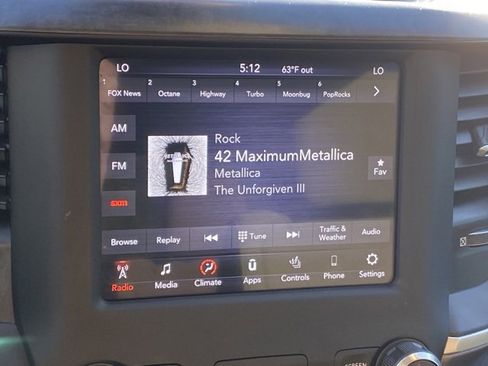 LO 5:12 63°F out LO
1 2 3 4 5 6
FOX News Octane Highway Turbo Moonbug PopRocks
AM
FM
sxm
METALLICA
Rock
42 MaximumMetallica
Metallica
The Unforgiven III
Fav
Browse Replay Tune Traffic & Weather Audio
Radio Media Climate Apps Controls Phone Settings
SCREEN